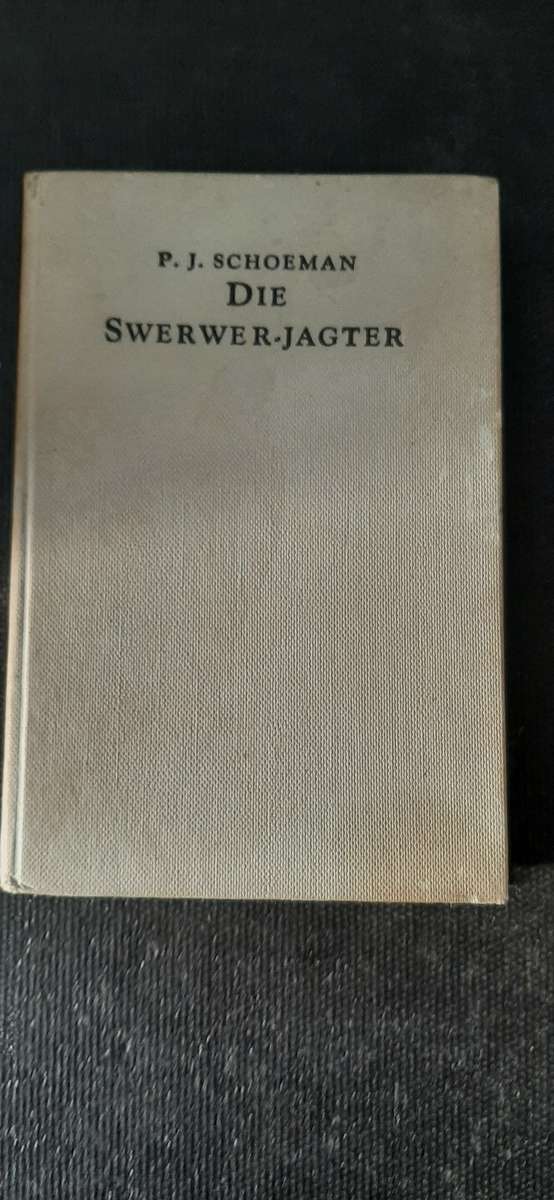 P. J. SCHOEMAN
DIE
SWERWER-JAGTER